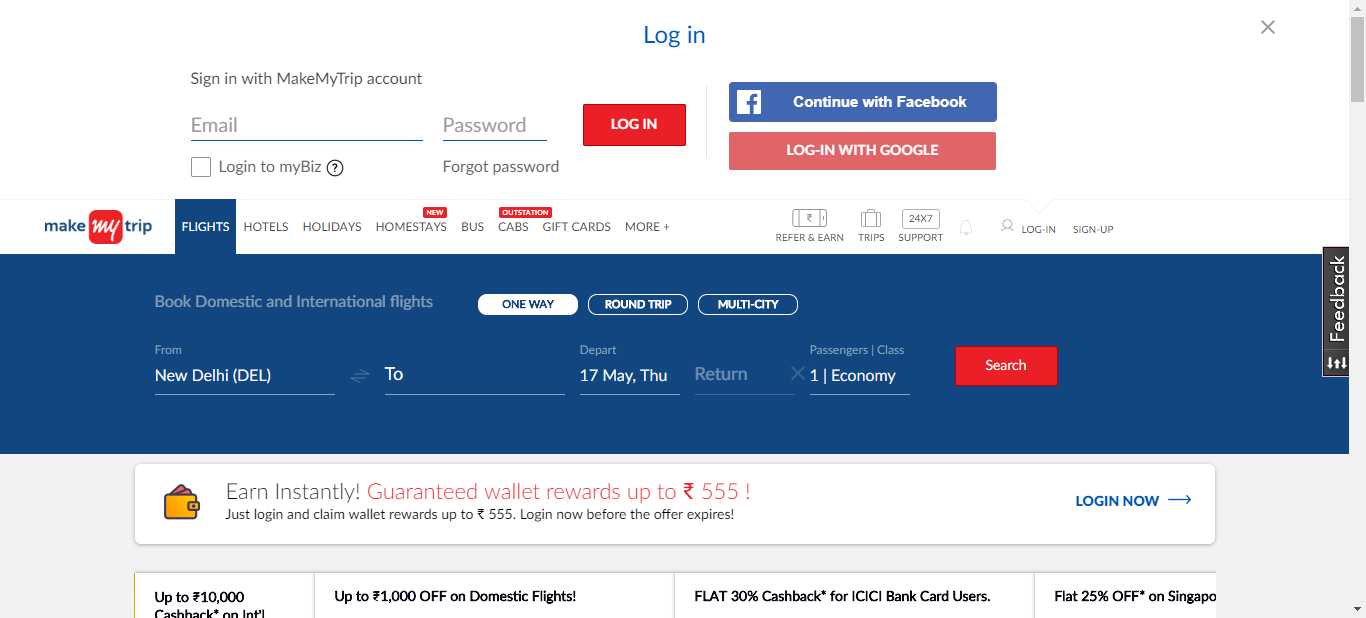 Log in
Sign in with MakeMyTrip account
Email
Password
LOG IN
Login to myBiz ?
Forgot password
Continue with Facebook
LOG-IN WITH GOOGLE
make my trip
FLIGHTS
HOTELS
HOLIDAYS
NEW
HOMESTAYS
BUS
OUTSTATION
CABS
GIFT CARDS
MORE +
₹
REFER & EARN
TRIPS
24X7
SUPPORT
LOG-IN
SIGN-UP
Feedback
Book Domestic and International flights
ONE WAY
ROUND TRIP
MULTI-CITY
From
New Delhi (DEL)
To
Depart
17 May, Thu
Return
Passengers | Class
1 | Economy
Search
Earn Instantly! Guaranteed wallet rewards up to ₹ 555 !
Just login and claim wallet rewards up to ₹ 555. Login now before the offer expires!
LOGIN NOW
Up to ₹10,000
Cashback* on Int'l
Up to ₹1,000 OFF on Domestic Flights!
FLAT 30% Cashback* for ICICI Bank Card Users.
Flat 25% OFF* on Singapo